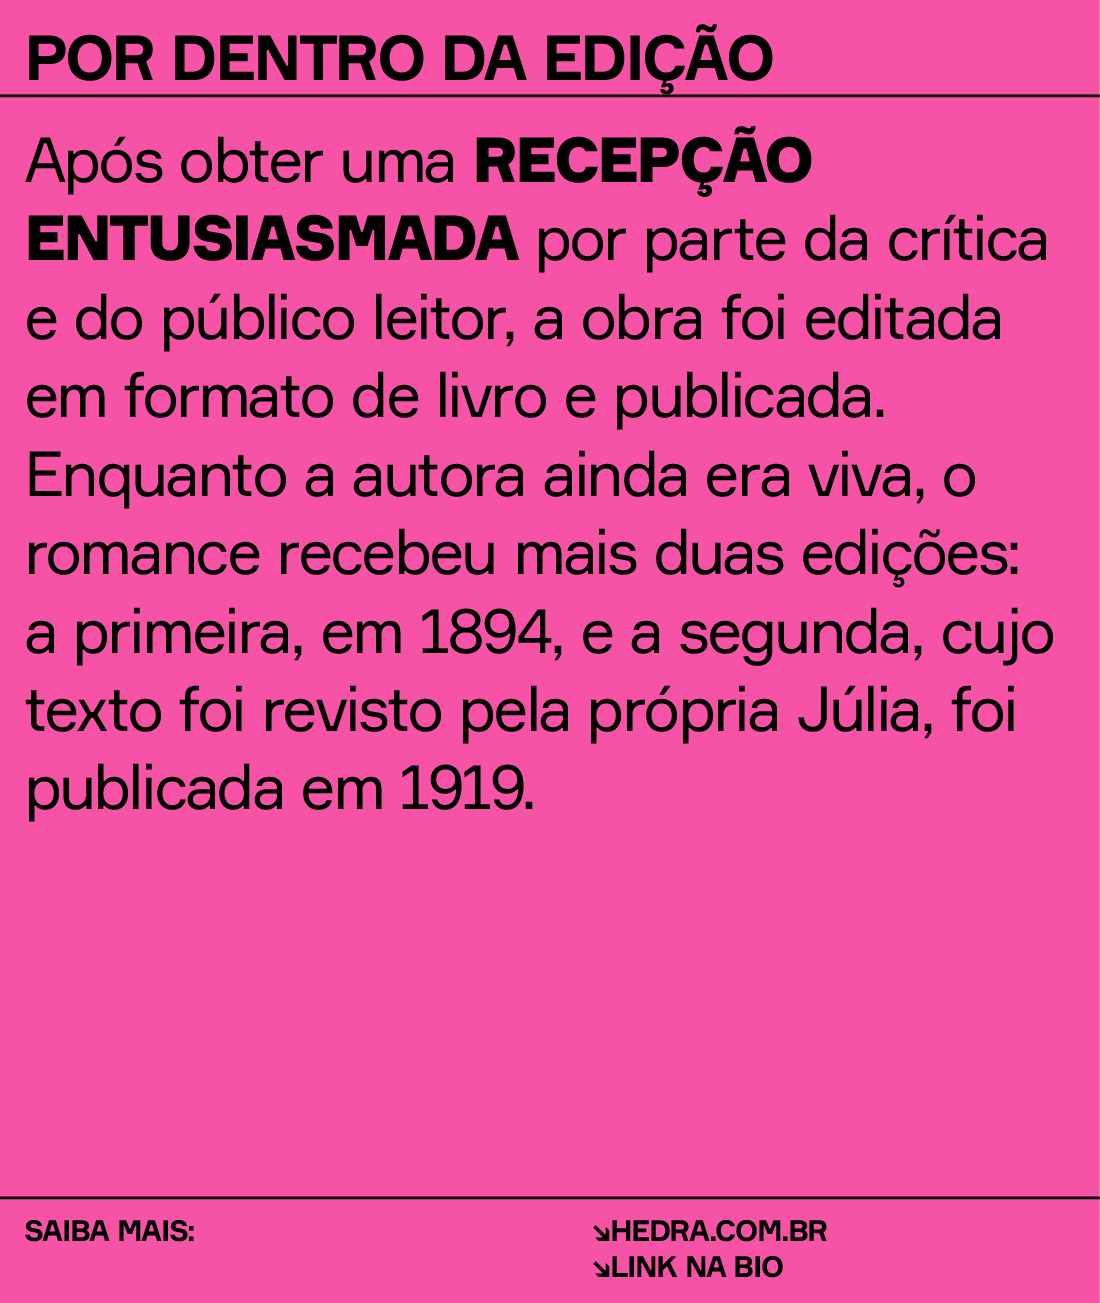 POR DENTRO DA EDIÇÃO
Após obter uma RECEPÇÃO
ENTUSIASMADA por parte da crítica
e do público leitor, a obra foi editada
em formato de livro e publicada.
Enquanto a autora ainda era viva, o
romance recebeu mais duas edições:
a primeira, em 1894, e a segunda, cujo
texto foi revisto pela própria Júlia, foi
publicada em 1919.
SAIBA MAIS:
↘HEDRA.COM.BR
↘LINK NA BIO